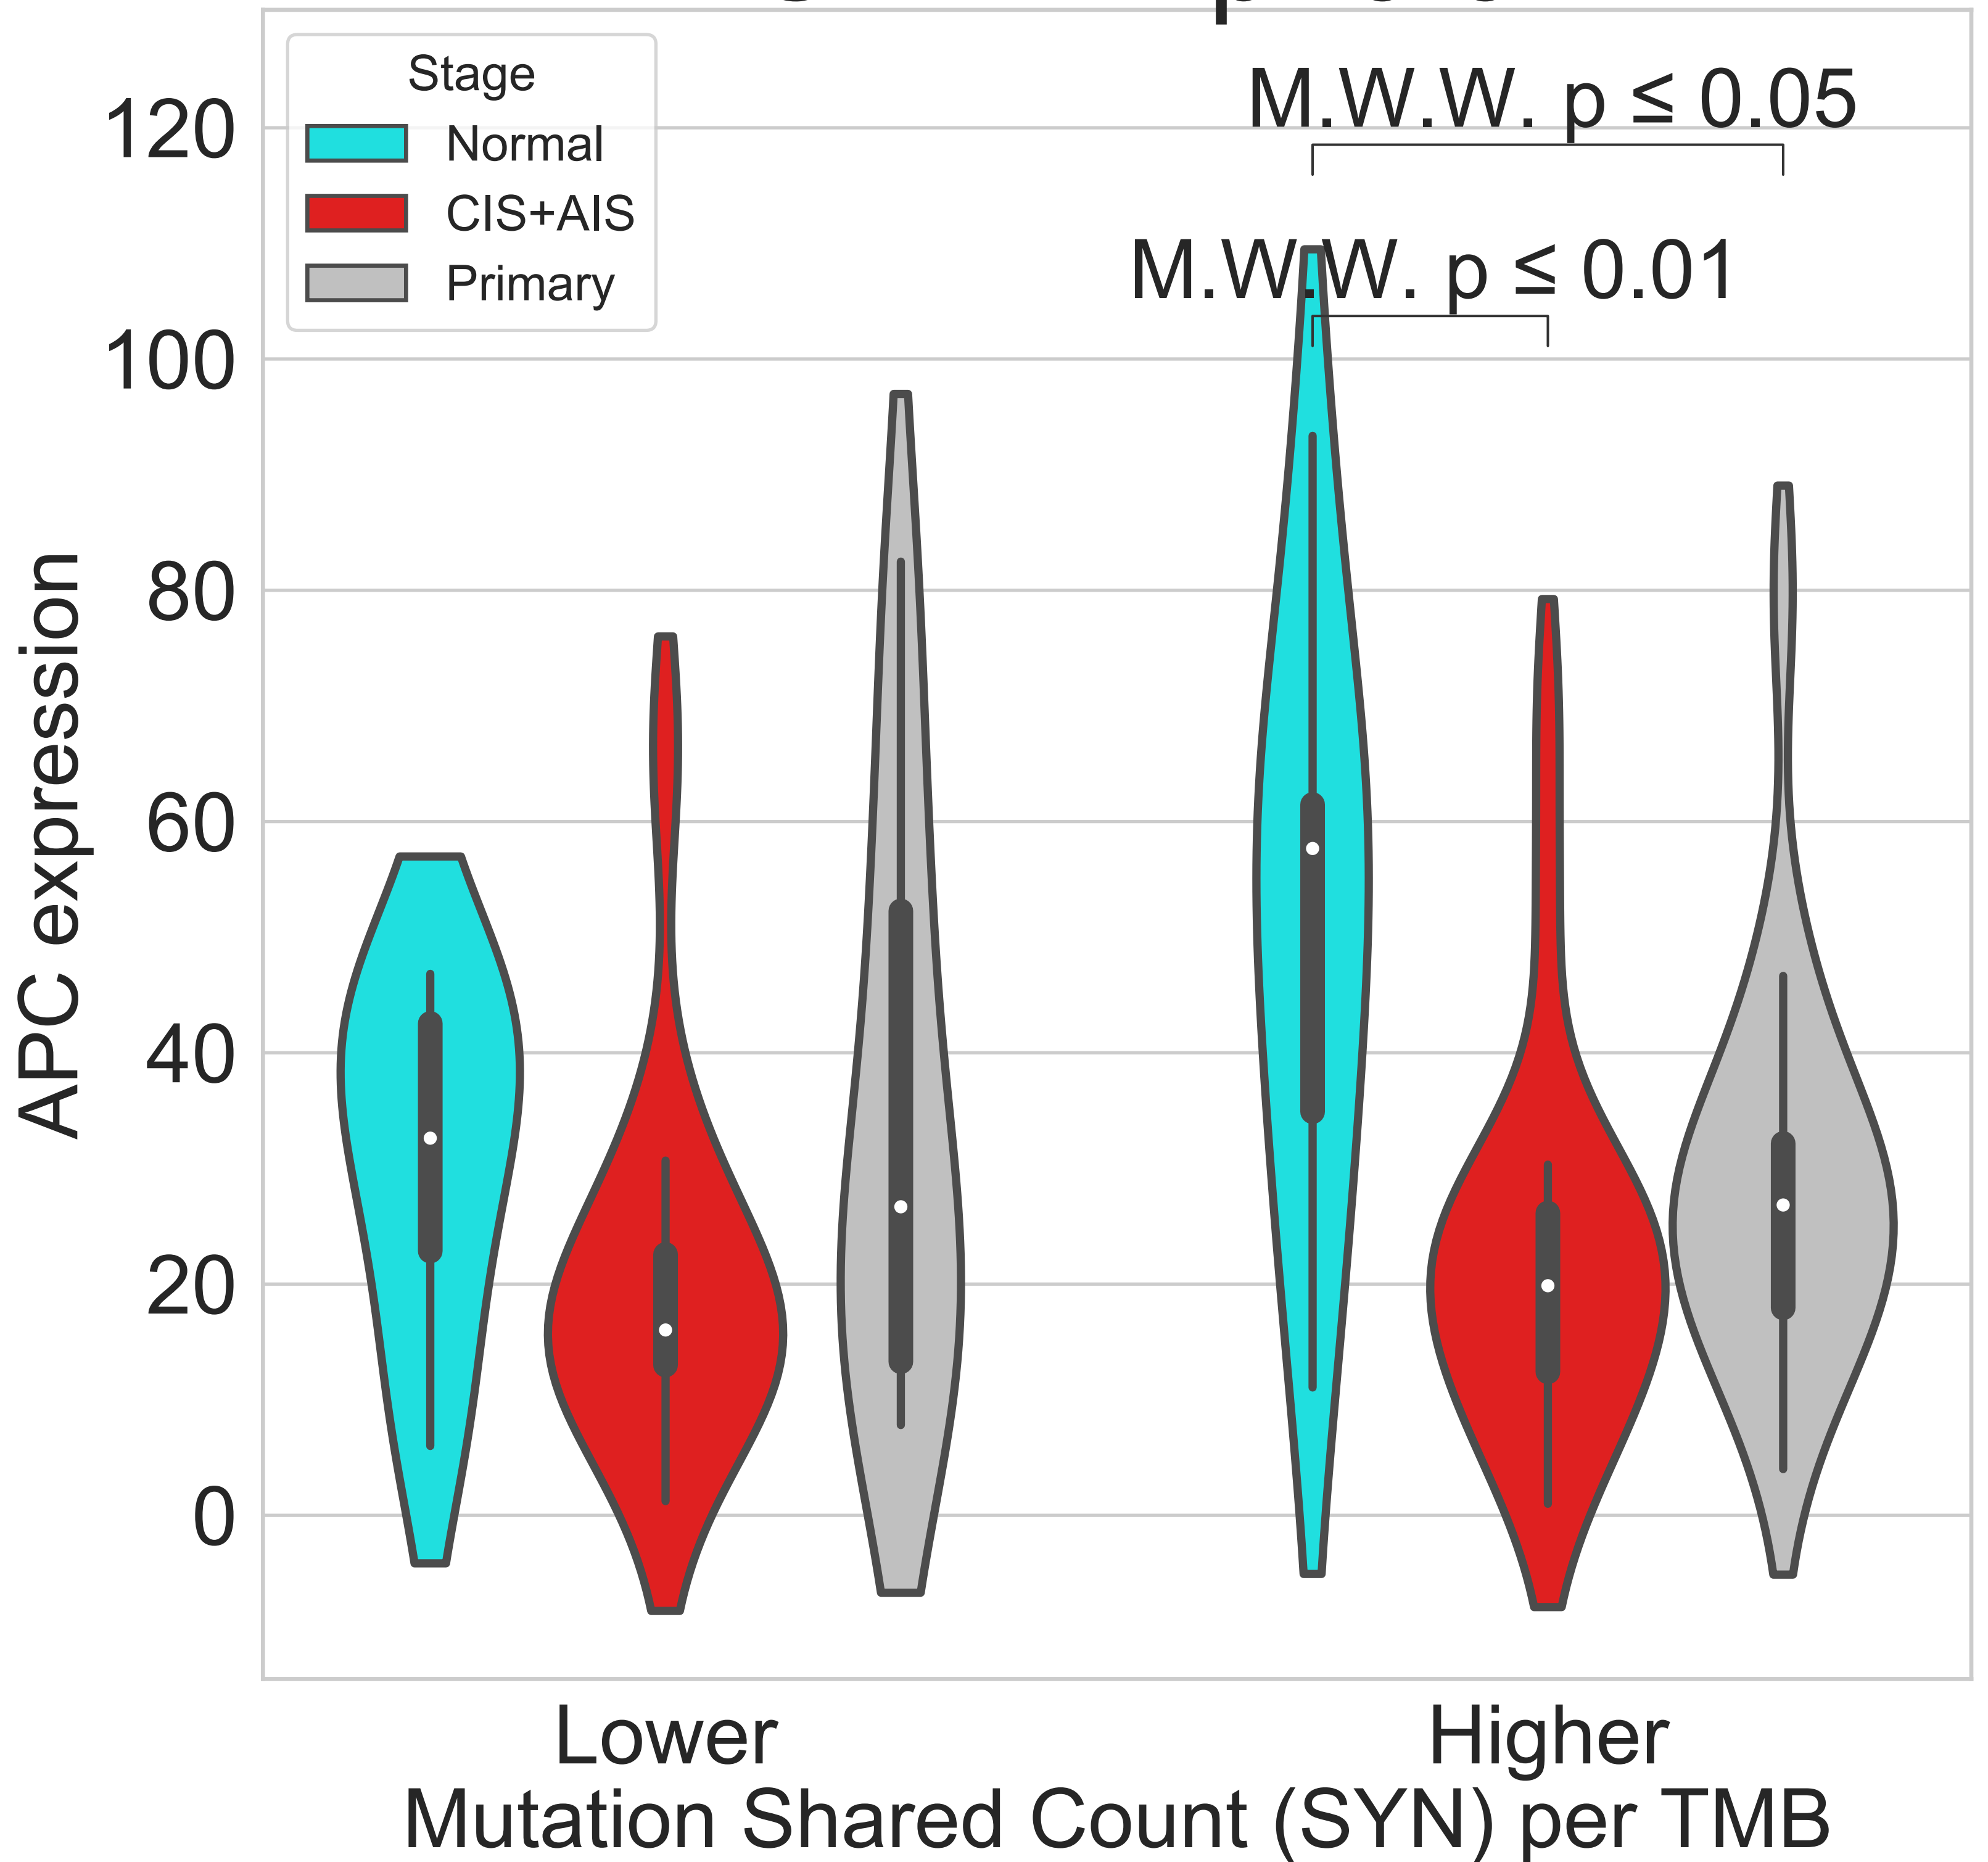 Stage
Normal
CIS+AIS
Primary
M.W.W. p ≤ 0.05
M.W.W. p ≤ 0.01
120
100
80
60
40
20
0
APC expression
Lower
Higher
Mutation Shared Count (SYN) per TMB